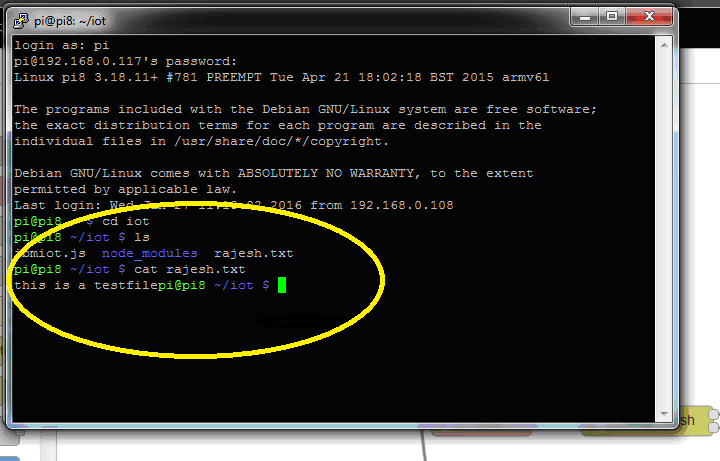 pi@pi8: ~/iot
login as: pi
pi@192.168.0.117's password:
Linux pi8 3.18.11+ #781 PREEMPT Tue Apr 21 18:02:18 BST 2015 armv6l
The programs included with the Debian GNU/Linux system are free software;
the exact distribution terms for each program are described in the
individual files in /usr/share/doc/*/copyright.
Debian GNU/Linux comes with ABSOLUTELY NO WARRANTY, to the extent
permitted by applicable law.
Last login: Wed 2016 from 192.168.0.108
pi@pi8 $ cd iot
pi@pi8 ~/iot $ ls
ibmiot.js node_modules rajesh.txt
pi@pi8 ~/iot $ cat rajesh.txt
this is a testfilepi@pi8 ~/iot $